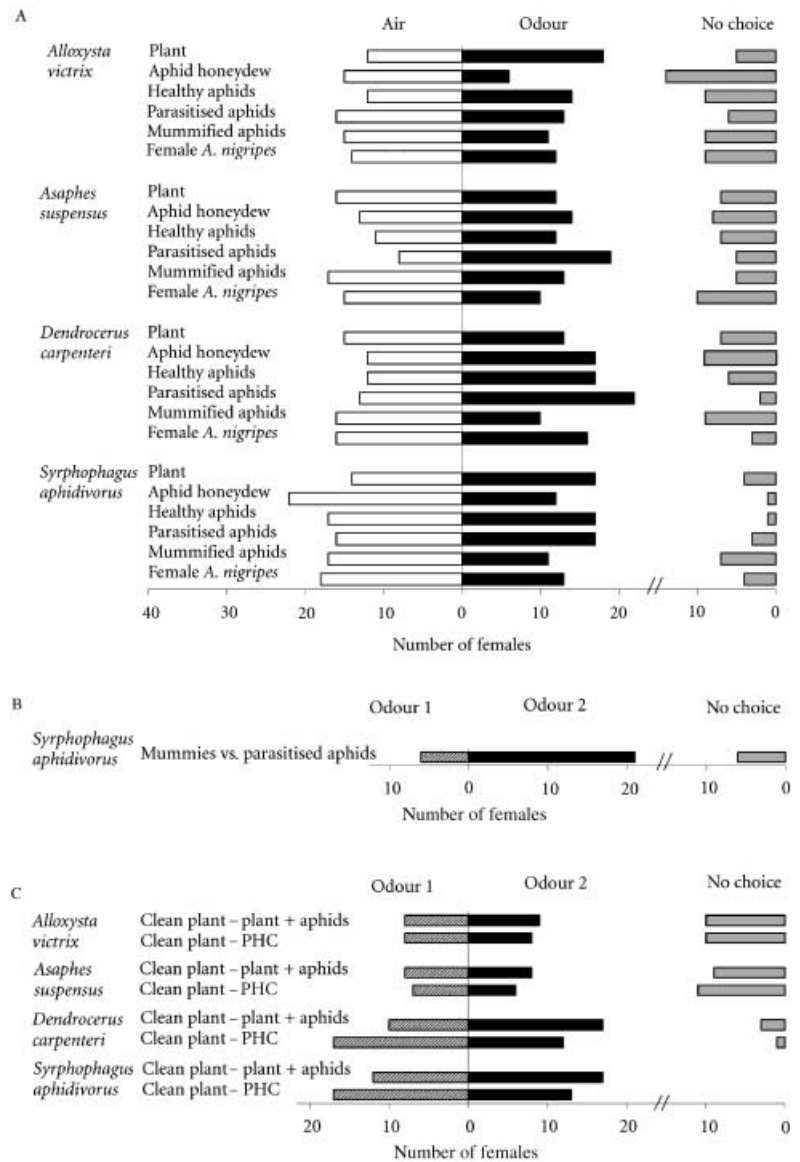 A
Air Odour No choice
Alloxysta Plant
victrix Aphid honeydew
Healthy aphids
Parasitised aphids
Mummified aphids
Female A. nigripes
Asaphes Plant
suspensus Aphid honeydew
Healthy aphids
Parasitised aphids
Mummified aphids
Female A. nigripes
Dendrocerus Plant
carpenteri Aphid honeydew
Healthy aphids
Parasitised aphids
Mummified aphids
Female A. nigripes
Syrphophagus Plant
aphidivorus Aphid honeydew
Healthy aphids
Parasitised aphids
Mummified aphids
Female A. nigripes
40 30 20 10 0 10 20 // 10 0
Number of females
B
Odour 1 Odour 2 No choice
Syrphophagus
aphidivorus Mummies vs. parasitised aphids
10 0 10 20 // 10 0
Number of females
C
Odour 1 Odour 2 No choice
Alloxysta Clean plant – plant + aphids
victrix Clean plant – PHC
Asaphes Clean plant – plant + aphids
suspensus Clean plant – PHC
Dendrocerus Clean plant – plant + aphids
carpenteri Clean plant – PHC
Syrphophagus Clean plant – plant + aphids
aphidivorus Clean plant – PHC
20 10 0 10 20 // 10 0
Number of females